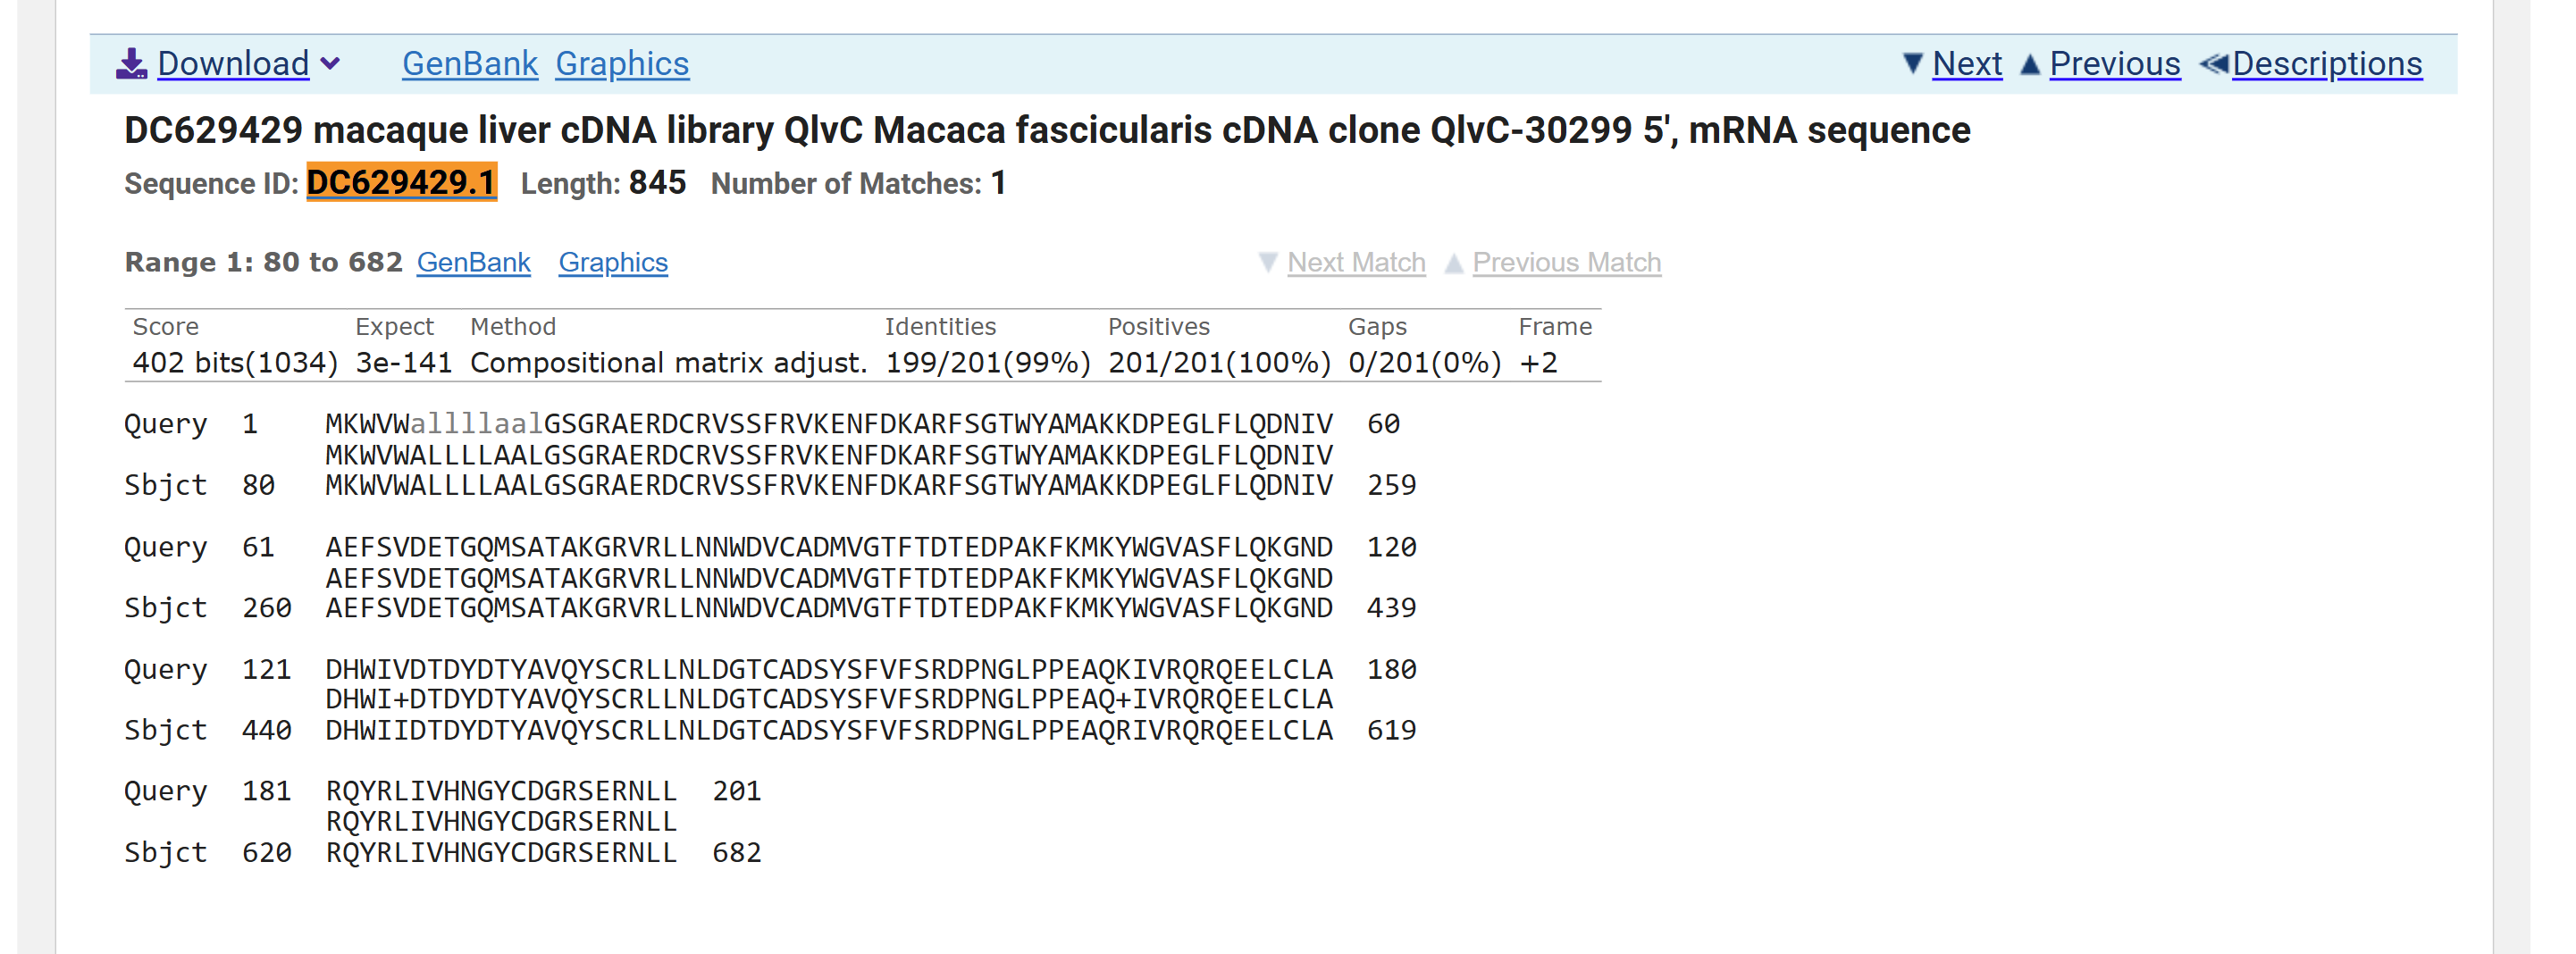 Download GenBank Graphics Next Previous Descriptions
DC629429 macaque liver cDNA library QlvC Macaca fascicularis cDNA clone QlvC-30299 5', mRNA sequence
Sequence ID: DC629429.1 Length: 845 Number of Matches: 1
Range 1: 80 to 682 GenBank Graphics Next Match Previous Match
Score Expect Method Identities Positives Gaps Frame
402 bits(1034) 3e-141 Compositional matrix adjust. 199/201(99%) 201/201(100%) 0/201(0%) +2
Query 1 MKWVWallllaalGSGRAERDCRVSSFRVKENFDKARFSGTWYAMAKKDPEGLFLQDNIV 60
MKWVWALLLLAALGSGRAERDCRVSSFRVKENFDKARFSGTWYAMAKKDPEGLFLQDNIV
Sbjct 80 MKWVWALLLLAALGSGRAERDCRVSSFRVKENFDKARFSGTWYAMAKKDPEGLFLQDNIV 259
Query 61 AEFSVDETGQMSATAKGRVRLLNNWDVCADMVGTFTDTEDPAKFKMKYWGVASFLQKGND 120
AEFSVDETGQMSATAKGRVRLLNNWDVCADMVGTFTDTEDPAKFKMKYWGVASFLQKGND
Sbjct 260 AEFSVDETGQMSATAKGRVRLLNNWDVCADMVGTFTDTEDPAKFKMKYWGVASFLQKGND 439
Query 121 DHWIVDTDYDTYAVQYSCRLLNLDGTCADSYSFVFSRDPNGLPPEAQKIVRQRQEELCLA 180
DHWI+DTDYDTYAVQYSCRLLNLDGTCADSYSFVFSRDPNGLPPEAQ+IVRQRQEELCLA
Sbjct 440 DHWIIDTDYDTYAVQYSCRLLNLDGTCADSYSFVFSRDPNGLPPEAQRIVRQRQEELCLA 619
Query 181 RQYRLIVHNGYCDGRSERNLL 201
RQYRLIVHNGYCDGRSERNLL
Sbjct 620 RQYRLIVHNGYCDGRSERNLL 682